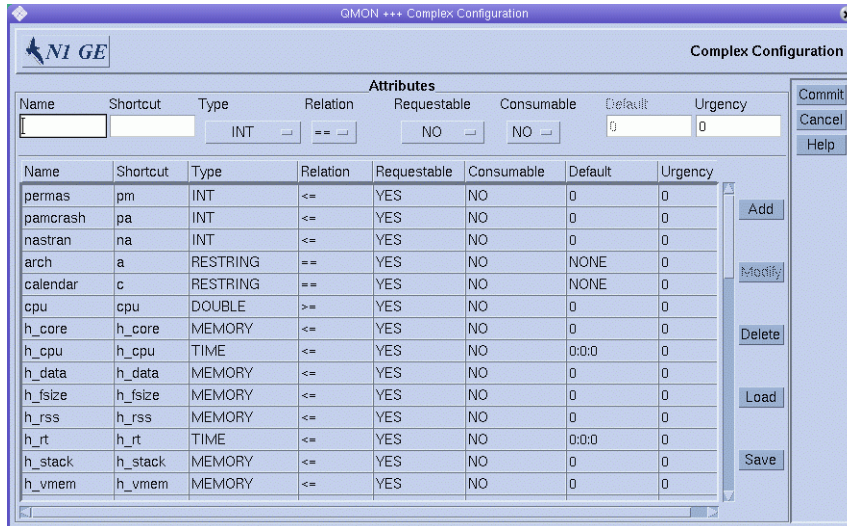 QMON +++ Complex Configuration
N1 GE
Complex Configuration
Attributes
Name Shortcut Type Relation Requestable Consumable Default Urgency
INT == NO NO 0 0
Commit
Cancel
Help
Name Shortcut Type Relation Requestable Consumable Default Urgency
permas pm INT <= YES NO 0 0
pamcrash pa INT <= YES NO 0 0
nastran na INT <= YES NO 0 0
arch a RESTRING == YES NO NONE 0
calendar c RESTRING == YES NO NONE 0
cpu cpu DOUBLE >= YES NO 0 0
h_core h_core MEMORY <= YES NO 0 0
h_cpu h_cpu TIME <= YES NO 0:0:0 0
h_data h_data MEMORY <= YES NO 0 0
h_fsize h_fsize MEMORY <= YES NO 0 0
h_rss h_rss MEMORY <= YES NO 0 0
h_rt h_rt TIME <= YES NO 0:0:0 0
h_stack h_stack MEMORY <= YES NO 0 0
h_vmem h_vmem MEMORY <= YES NO 0 0
Add
Modify
Delete
Load
Save